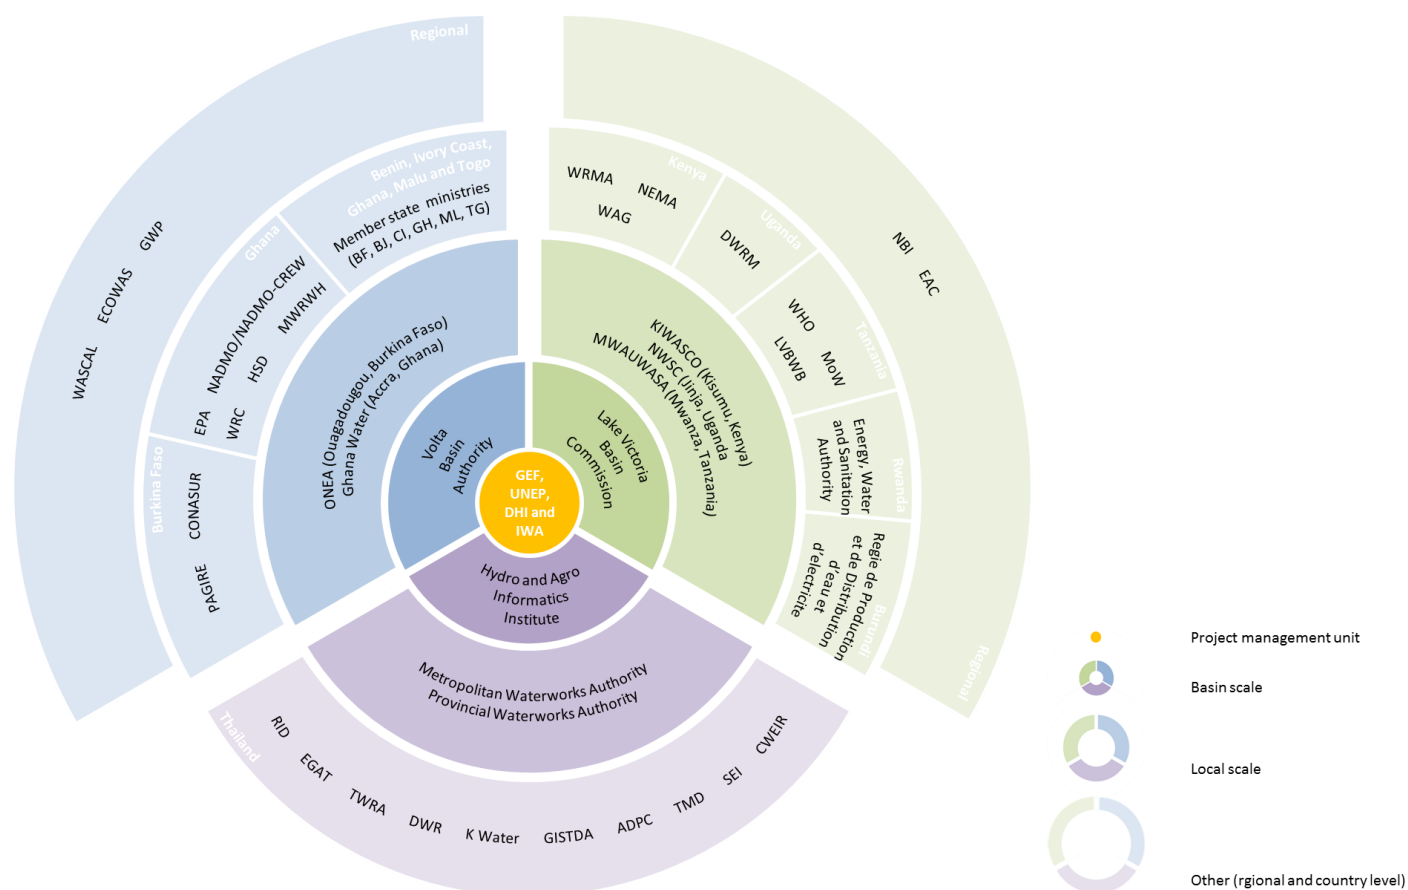 Regional
GWP
ECOWAS
WASCAL
Benin, Ivory Coast,
Ghana, Malu and Togo
Member state ministries
(BF, BJ, CI, GH, ML, TG)
Ghana
NADMO/NADMO-CREW
MWRWH
HSD
EPA
WRC
Burkina Faso
CONASUR
PAGIRE
ONEA (Ouagadougou, Burkina Faso)
Ghana Water (Accra, Ghana)
Volta
Basin
Authority
GEF,
UNEP,
DHI and
IWA
Lake Victoria
Basin
Commission
KIWASCO (Kisumu, Kenya)
NWSC (Jinja, Uganda
MWAUWASA (Mwanza, Tanzania)
Kenya
WRMA
NEMA
WAG
Uganda
DWRM
Tanzania
WHO
MoW
LVBWB
Rwanda
Energy, Water
and Sanitation
Authority
Burundi
Regie de Production
et de Distribution
d'eau et
d'electricite
NBI
EAC
Regional
Hydro and Agro
Informatics
Institute
Metropolitan Waterworks Authority
Provincial Waterworks Authority
Thailand
RID
EGAT
TWRA
DWR
K Water
GISTDA
ADPC
TMD
SEI
CWEIR
Project management unit
Basin scale
Local scale
Other (rgional and country level)